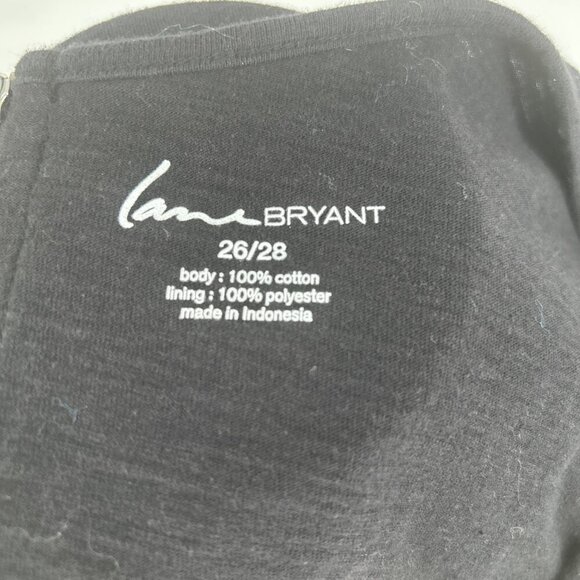 lane BRYANT
26/28
body : 100% cotton
lining : 100% polyester
made in Indonesia